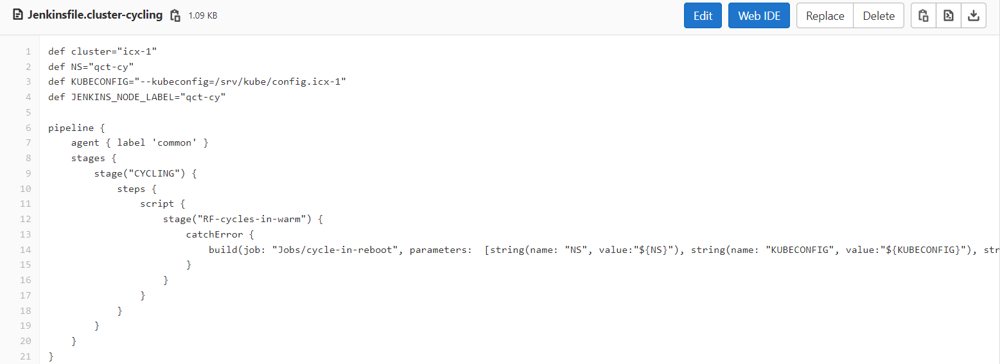 Jenkinsfile.cluster-cycling 1.09 KB Edit Web IDE Replace Delete
1 def cluster="icx-1"
2 def NS="qct-cy"
3 def KUBECONFIG="--kubeconfig=/srv/kube/config.icx-1"
4 def JENKINS_NODE_LABEL="qct-cy"
5
6 pipeline {
7     agent { label 'common' }
8     stages {
9         stage("CYCLING") {
10             steps {
11                 script {
12                     stage("RF-cycles-in-warm") {
13                         catchError {
14                             build(job: "Jobs/cycle-in-reboot", parameters:  [string(name: "NS", value:"${NS}"), string(name: "KUBECONFIG", value:"${KUBECONFIG}"), str
15                         }
16                     }
17                 }
18             }
19         }
20     }
21 }